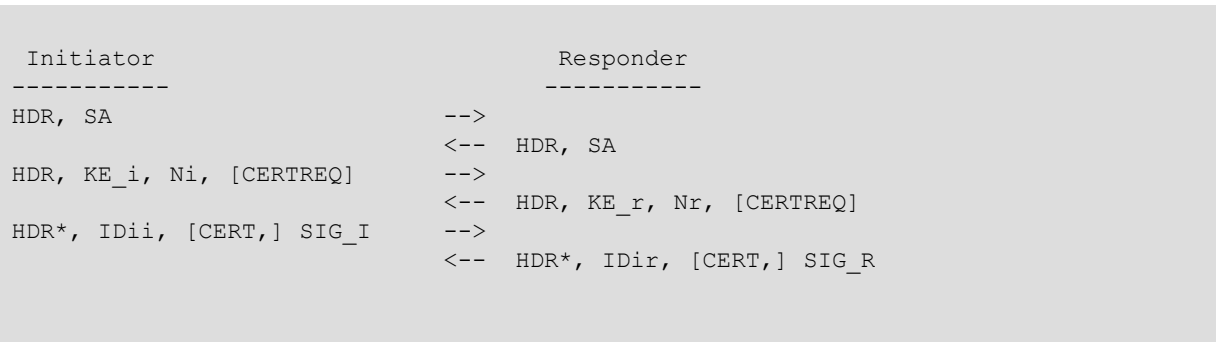 Initiator                          Responder
-----------                        -----------
HDR, SA                     -->
                            <--  HDR, SA
HDR, KE_i, Ni, [CERTREQ]    -->
                            <--  HDR, KE_r, Nr, [CERTREQ]
HDR*, IDii, [CERT,] SIG_I   -->
                            <--  HDR*, IDir, [CERT,] SIG_R